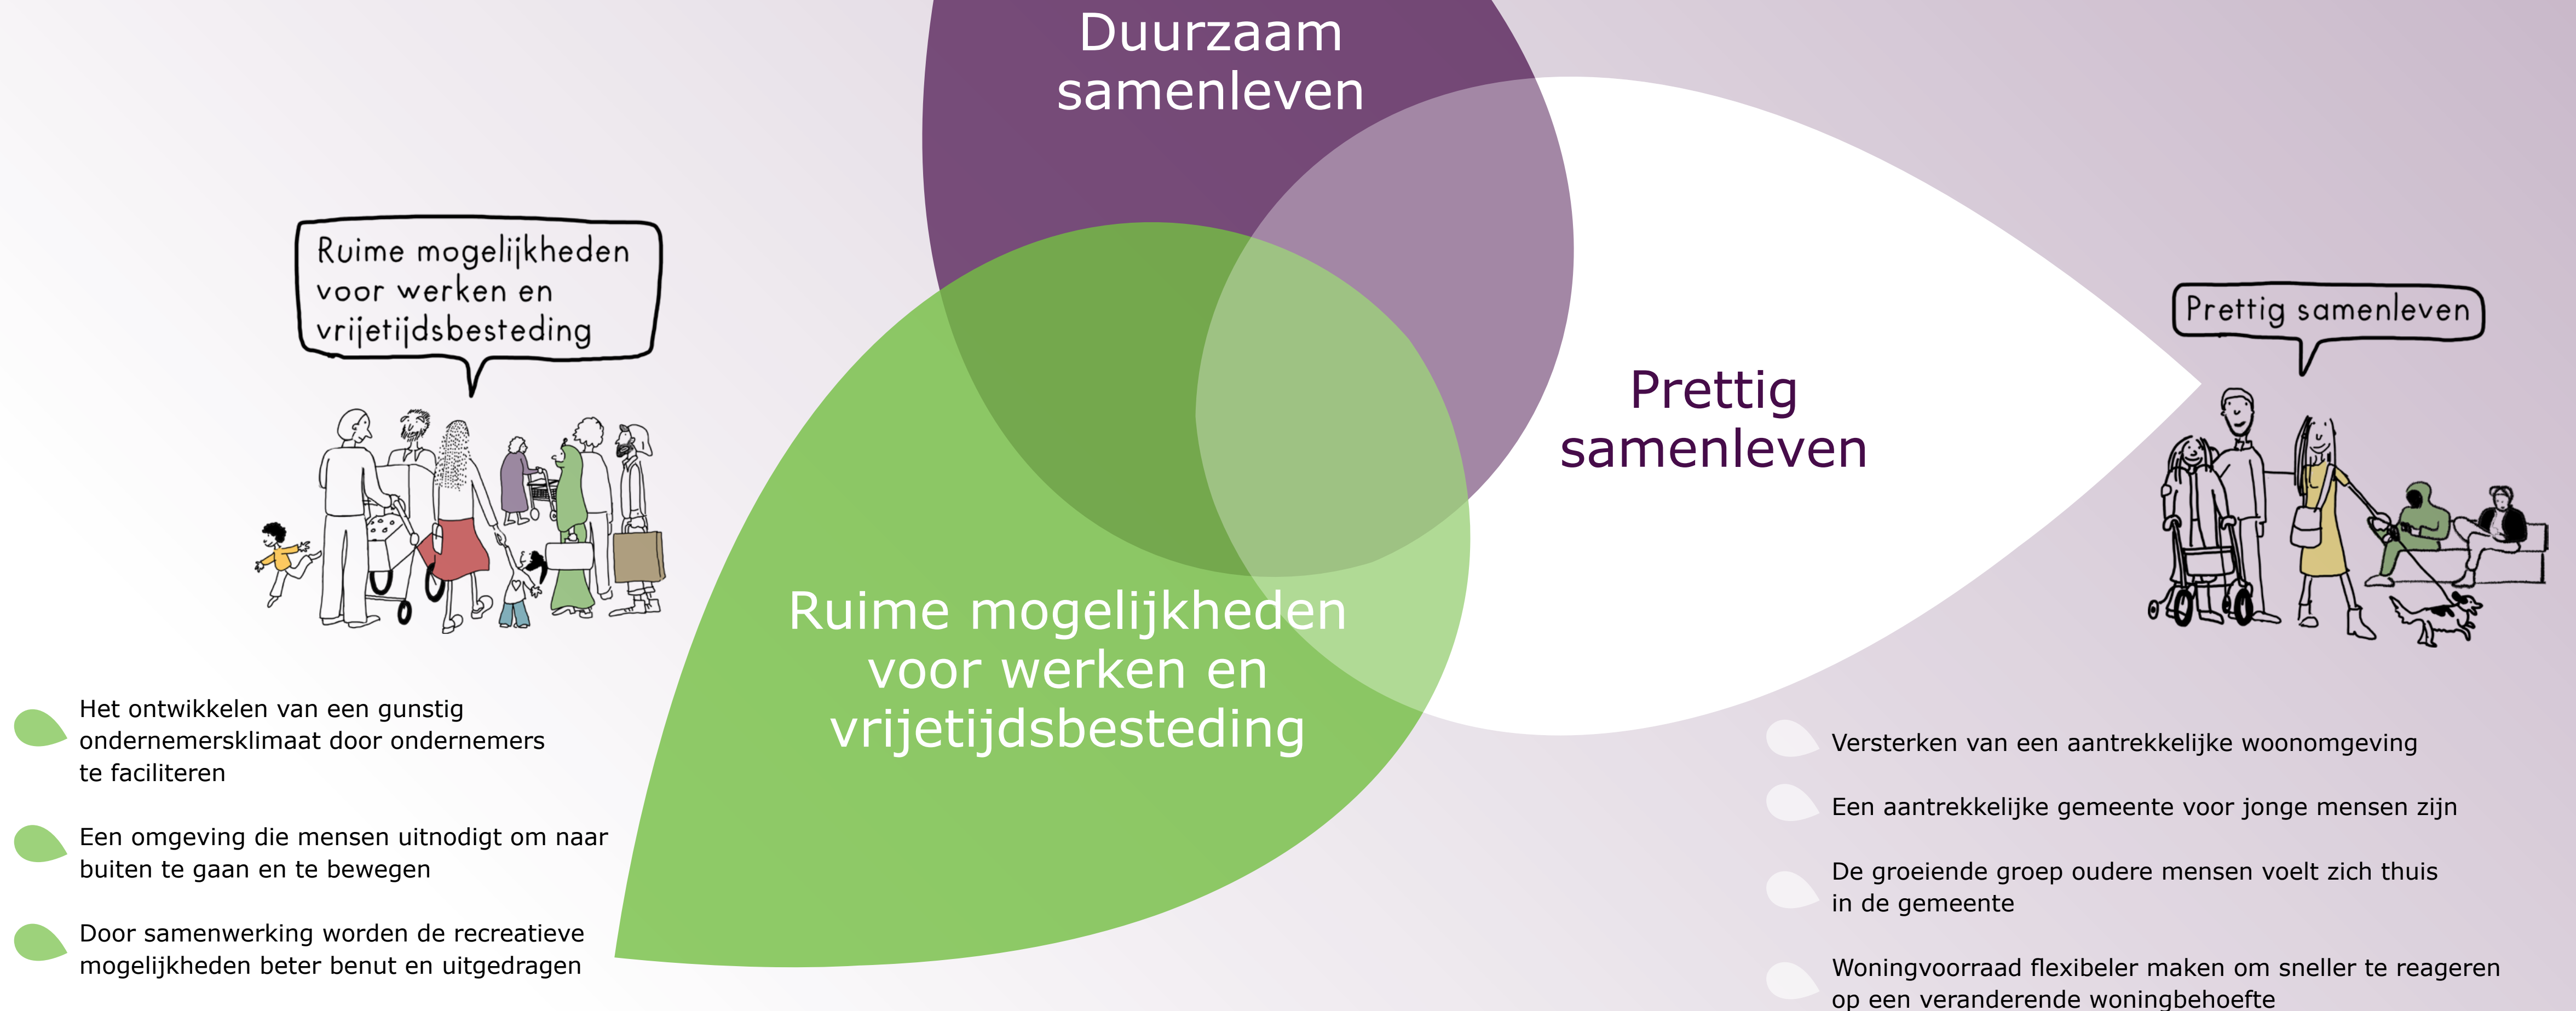 Duurzaam
samenleven
Ruime mogelijkheden
voor werken en
vrijetijdsbesteding
Prettig samenleven
Prettig
samenleven
Ruime mogelijkheden
voor werken en
vrijetijdsbesteding
Het ontwikkelen van een gunstig
ondernemersklimaat door ondernemers
te faciliteren
Een omgeving die mensen uitnodigt om naar
buiten te gaan en te bewegen
Door samenwerking worden de recreatieve
mogelijkheden beter benut en uitgedragen
Versterken van een aantrekkelijke woonomgeving
Een aantrekkelijke gemeente voor jonge mensen zijn
De groeiende groep oudere mensen voelt zich thuis
in de gemeente
Woningvoorraad flexibeler maken om sneller te reageren
op een veranderende woningbehoefte